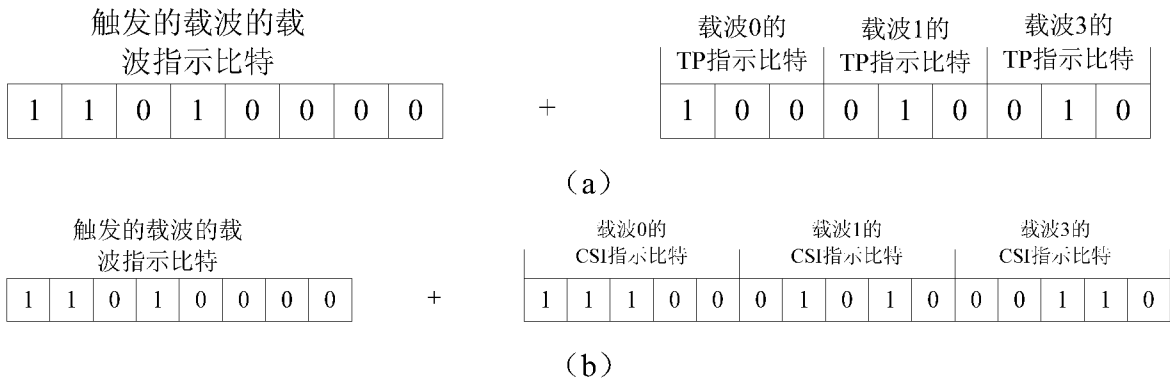 触发的载波的载
波指示比特
载波0的 载波1的 载波3的
TP指示比特 TP指示比特 TP指示比特
1 1 0 1 0 0 0 0 + 1 0 0 0 1 0 0 1 0
（a）
触发的载波的载
波指示比特
载波0的 载波1的 载波3的
CSI指示比特 CSI指示比特 CSI指示比特
1 1 0 1 0 0 0 0 + 1 1 1 0 0 0 1 0 1 0 0 0 1 1 0
（b）